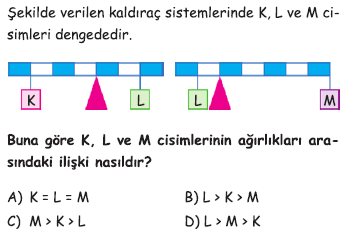 Şekilde verilen kaldıraç sistemlerinde K, L ve M ci-
simleri dengededir.
K L L M
Buna göre K, L ve M cisimlerinin ağırlıkları ara-
sındaki ilişki nasıldır?
A) K = L = M B) L > K > M
C) M > K > L D) L > M > K